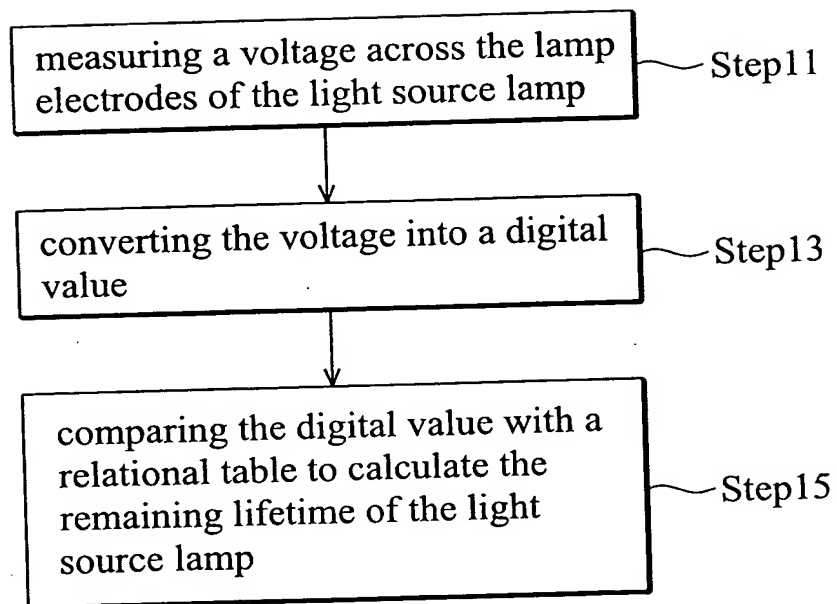 measuring a voltage across the lamp
electrodes of the light source lamp
Step11
converting the voltage into a digital
value
Step13
comparing the digital value with a
relational table to calculate the
remaining lifetime of the light
source lamp
Step15